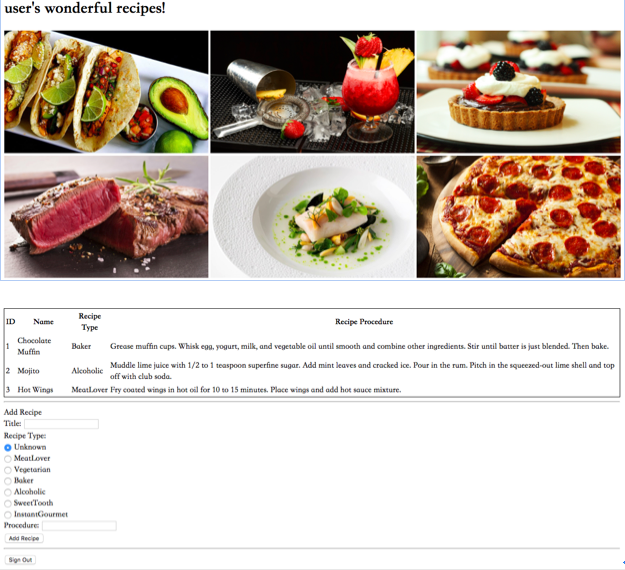 user's wonderful recipes!
ID Name Recipe Type Recipe Procedure
1 Chocolate Muffin Baker Grease muffin cups. Whisk egg, yogurt, milk, and vegetable oil until smooth and combine other ingredients. Stir until batter is just blended. Then bake.
2 Mojito Alcoholic Muddle lime juice with 1/2 to 1 teaspoon superfine sugar. Add mint leaves and cracked ice. Pour in the rum. Pitch in the squeezed-out lime shell and top
off with club soda.
3 Hot Wings MeatLover Fry coated wings in hot oil for 10 to 15 minutes. Place wings and add hot sauce mixture.
Add Recipe
Title:
Recipe Type:
Unknown
MeatLover
Vegetarian
Baker
Alcoholic
SweetTooth
InstantGourmet
Procedure:
Add Recipe
Sign Out